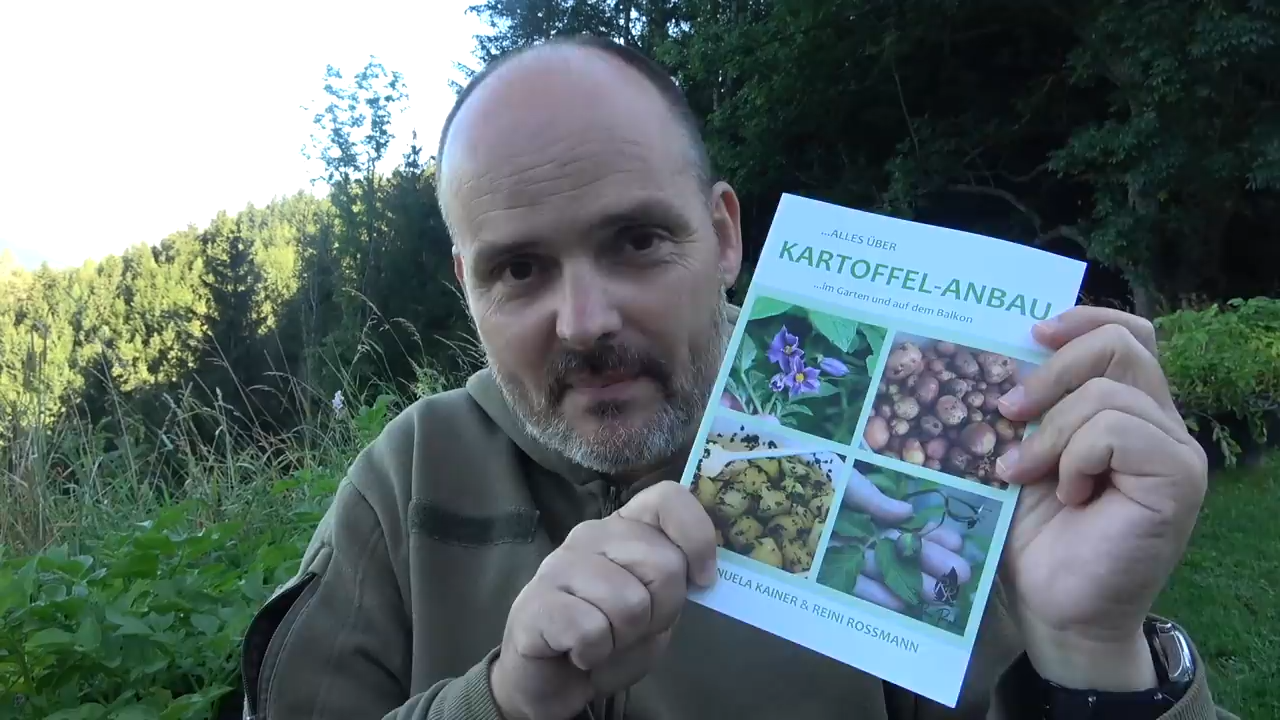 ...ALLES ÜBER
KARTOFFEL-ANBAU
...im Garten und auf dem Balkon
NUELA KAINER & REINI ROSSMANN